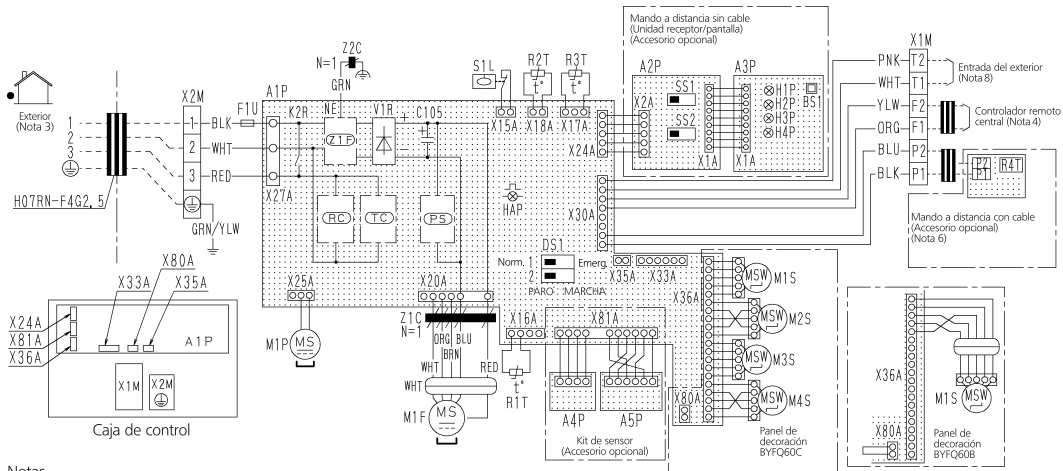 Mando a distancia sin cable
(Unidad receptor/pantalla)
(Accesorio opcional)
A2P
A3P
SS1
SS2
X2A
X1A
X1A
H1P
H2P
H3P
H4P
BS1
X1M
PNK T2
WHT T1
YLW F2
ORG F1
BLU P2
BLK P1
Entrada del exterior
(Nota 8)
Controlador remoto
central (Nota 4)
P2
P1
R4T
Mando a distancia con cable
(Accesorio opcional)
(Nota 6)
Z2C
N=1
GRN
S1L
R2T
t°
R3T
t°
X15A
X18A
X17A
X24A
Exterior
(Nota 3)
1
2
3
H07RN-F4G2,5
X2M
1
2
3
F1U
BLK
WHT
RED
GRN/YLW
A1P
K2R
X27A
NE
Z1F
V1R
C105
+
-
RC
TC
PS
HAP
X30A
DS1
Norm.
1
2
Emerg.
PARO
MARCHA
X35A
X33A
X25A
X20A
M1P
MS
Z1C
N=1
ORG
BLU
BRN
WHT
RED
WHT
M1F
MS
X16A
t°
R1T
X81A
A4P
A5P
Kit de sensor
(Accesorio opcional)
X36A
X80A
MSW
M1S
MSW
M2S
MSW
M3S
MSW
M4S
Panel de
decoración
BYFQ60C
X36A
X80A
M1S
MSW
Panel de
decoración
BYFQ60B
X33A
X80A
X35A
X24A
X81A
X36A
A1P
X1M
X2M
Caja de control
Notas